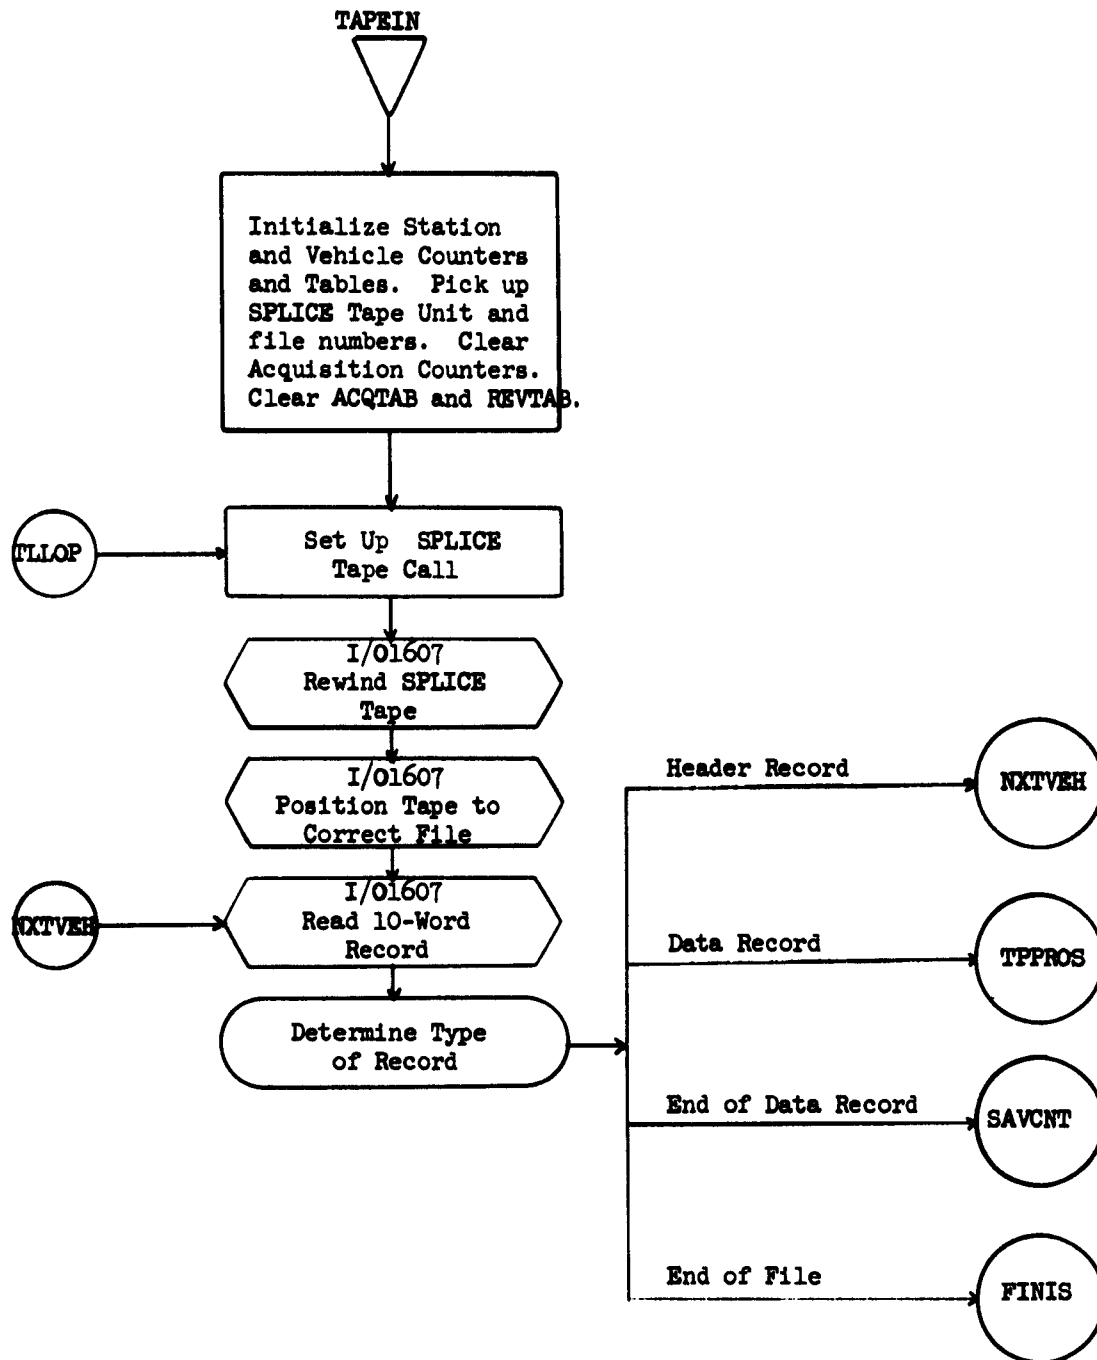 TAPEIN
Initialize Station
and Vehicle Counters
and Tables. Pick up
SPLICE Tape Unit and
file numbers. Clear
Acquisition Counters.
Clear ACQTAB and REVTAB.
TLLOP
Set Up SPLICE
Tape Call
I/O1607
Rewind SPLICE
Tape
I/O1607
Position Tape to
Correct File
NXTVEH
I/O1607
Read 10-Word
Record
Determine Type
of Record
Header Record
NXTVEH
Data Record
TPPROS
End of Data Record
SAVCNT
End of File
FINIS